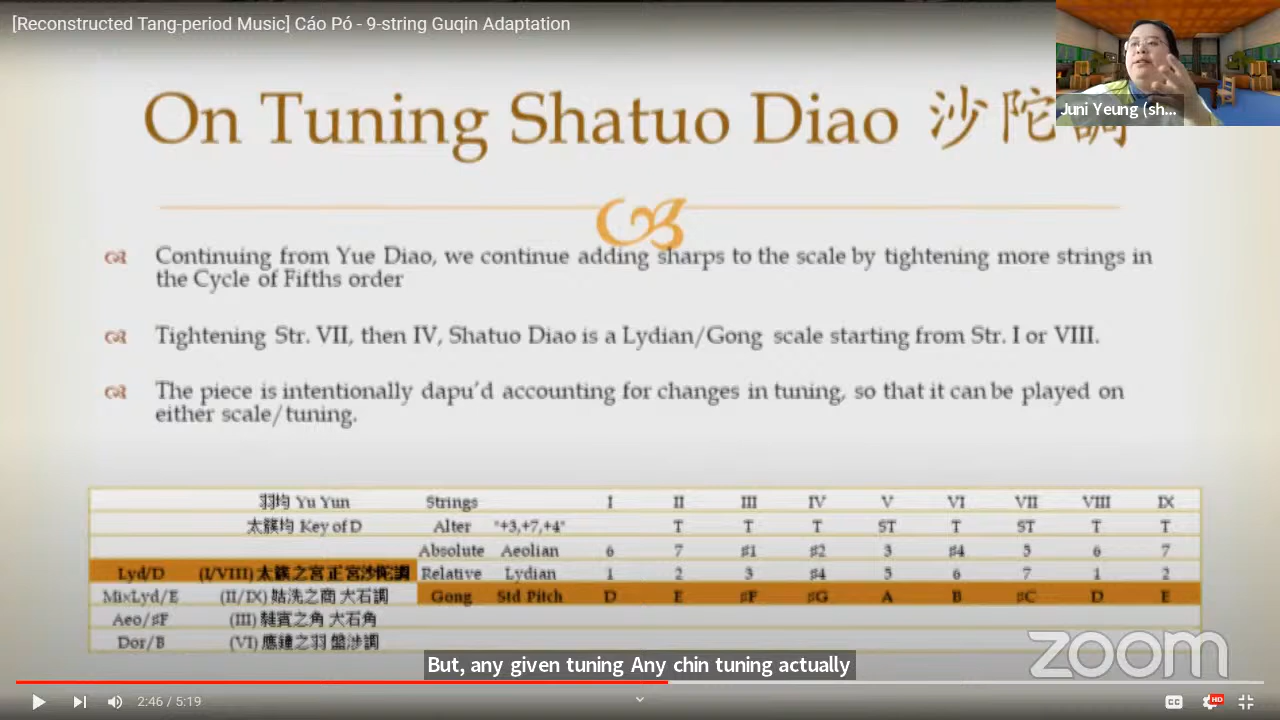 [Reconstructed Tang-period Music] Cáo Pó - 9-string Guqin Adaptation
Juni Yeung (sh...
On Tuning Shatuo Diao 沙陀調
Continuing from Yue Diao, we continue adding sharps to the scale by tightening more strings in
the Cycle of Fifths order
Tightening Str. VII, then IV, Shatuo Diao is a Lydian/Gong scale starting from Str. I or VIII.
The piece is intentionally dapu'd accounting for changes in tuning, so that it can be played on
either scale/tuning.
羽均 Yu Yun Strings I II III IV V VI VII VIII IX
太簇均 Key of D Alter "+3,+7,+4" T T T ST T ST T T
Absolute Aeolian 6 7 #1 #2 3 #4 5 6 7
Lyd/D (I/VIII) 太簇之宮 正宮沙陀調 Relative Lydian 1 2 3 #4 5 6 7 1 2
MixLyd/E (II/IX) 姑洗之商 大石調 Gong Std Pitch D E #F #G A B #C D E
Aeo/#F (III) 蕤賓之角 大石角
Dor/B (VI) 應鐘之羽 盤涉調
zoom
But, any given tuning Any chin tuning actually
2:46 / 5:19
CC
HD